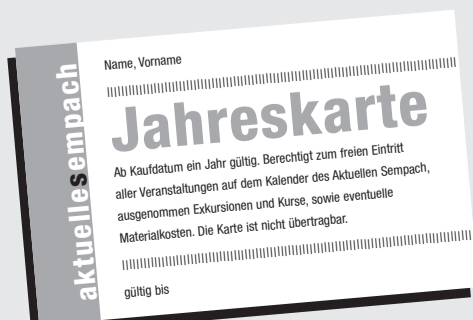 aktuellesempach
Name, Vorname
Jahreskarte
Ab Kaufdatum ein Jahr gültig. Berechtigt zum freien Eintritt
aller Veranstaltungen auf dem Kalender des Aktuellen Sempach,
ausgenommen Exkursionen und Kurse, sowie eventuelle
Materialkosten. Die Karte ist nicht übertragbar.
gültig bis